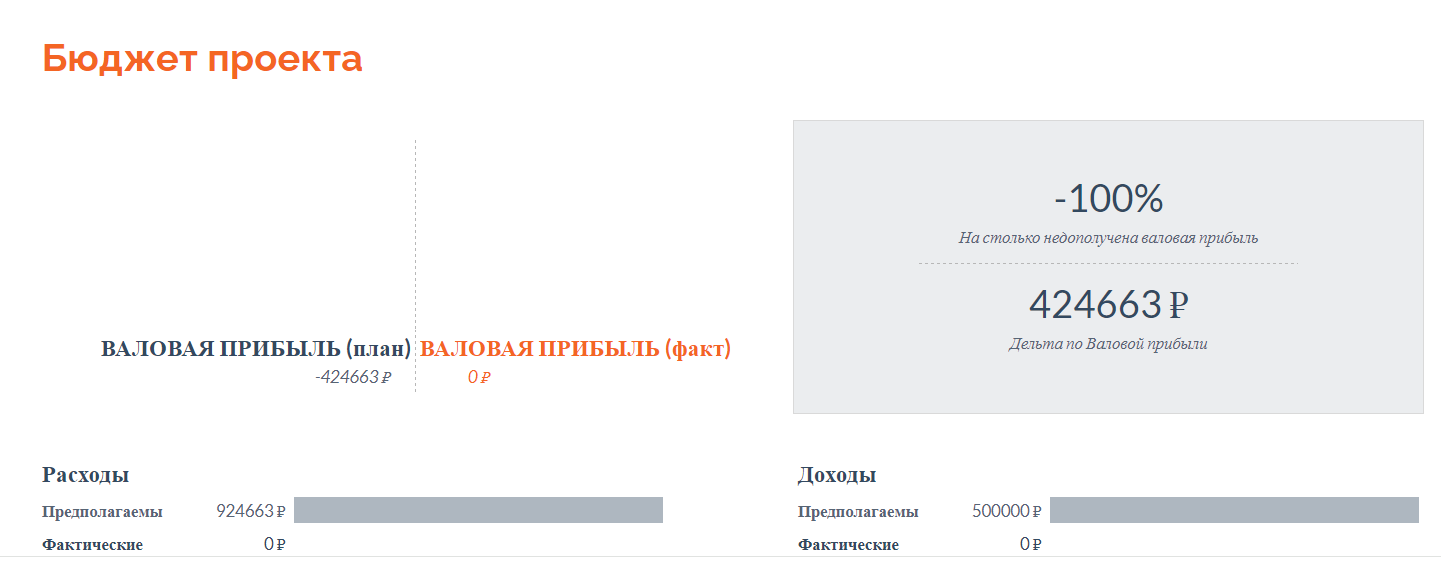 Бюджет проекта
-100%
На столько недополучена валовая прибыль
424663 ₽
Дельта по Валовой прибыли
ВАЛОВАЯ ПРИБЫЛЬ (план) ВАЛОВАЯ ПРИБЫЛЬ (факт)
-424663 ₽ 0 ₽
Расходы
Предполагаемы 924663 ₽
Фактические 0 ₽
Доходы
Предполагаемы 500000 ₽
Фактические 0 ₽